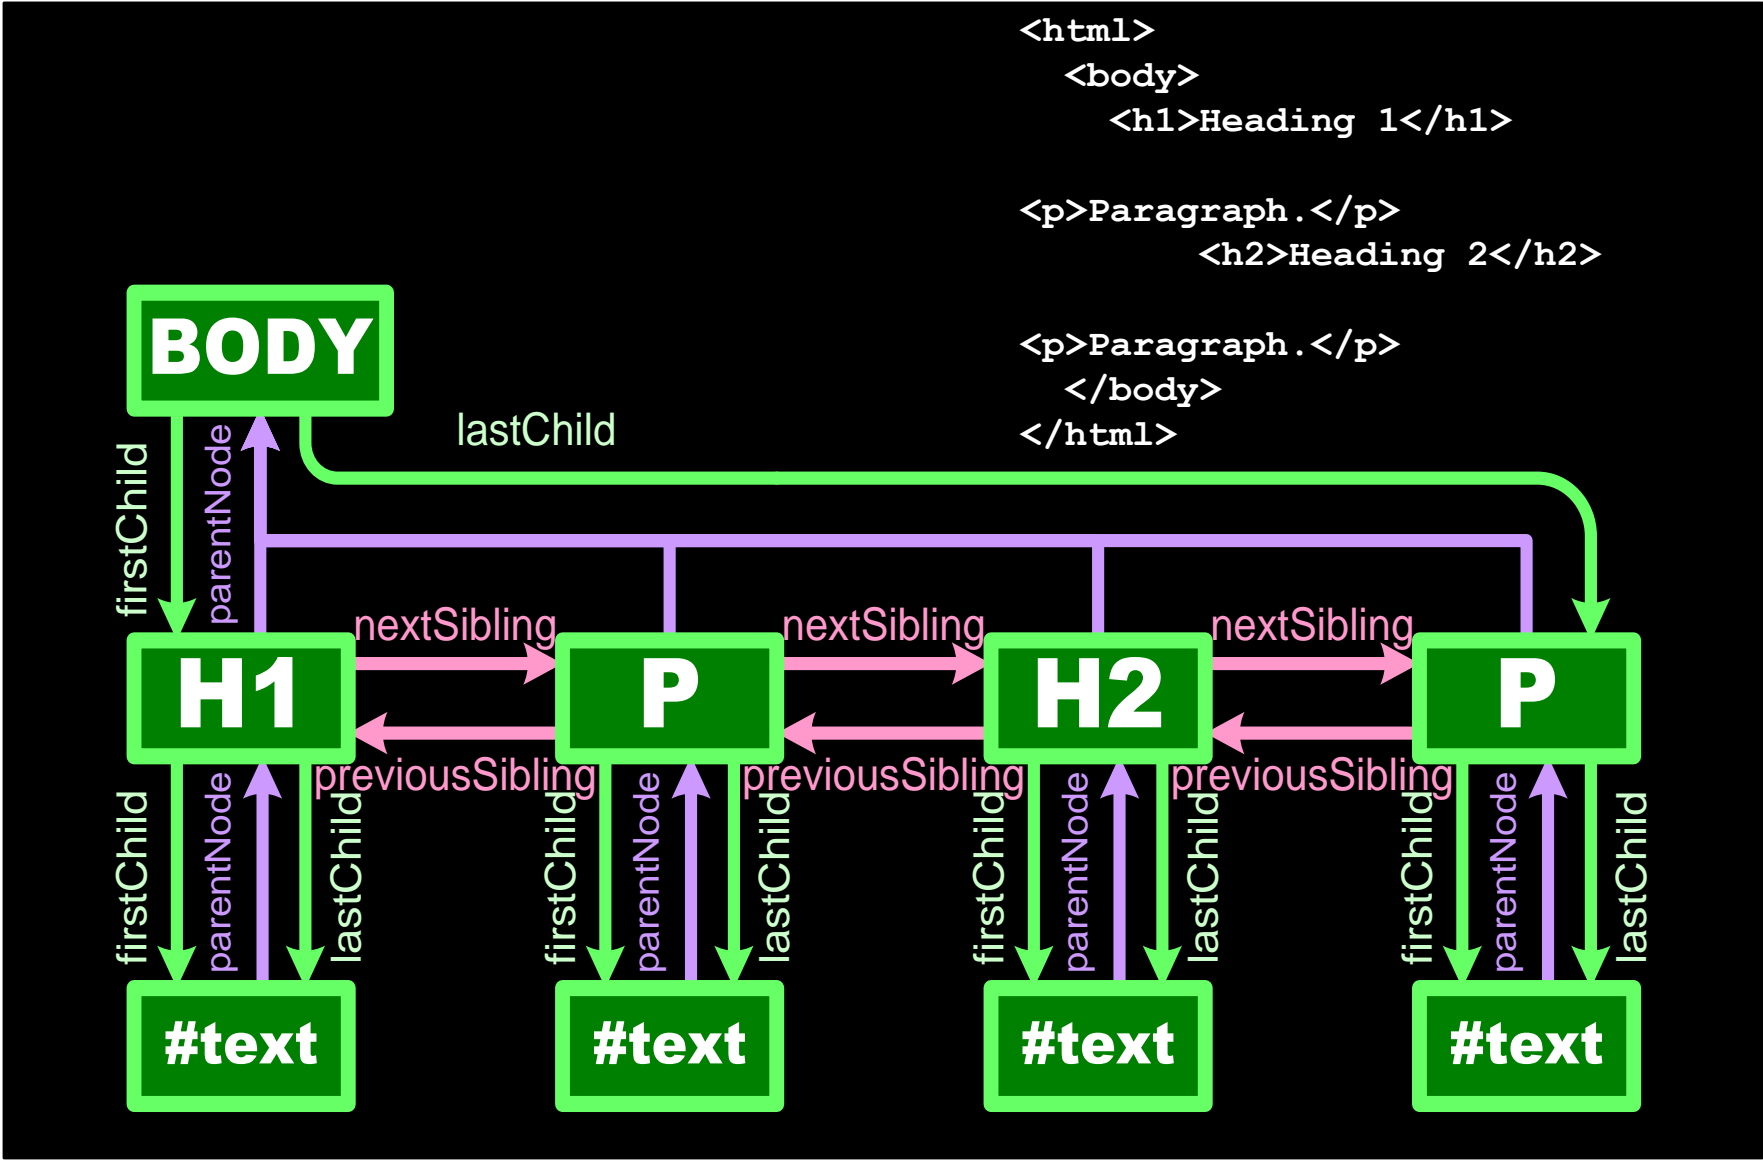 <html>
<body>
<h1>Heading 1</h1>
<p>Paragraph.</p>
<h2>Heading 2</h2>
<p>Paragraph.</p>
</body>
</html>
BODY
lastChild
firstChild
parentNode
nextSibling
nextSibling
nextSibling
H1
P
H2
P
previousSibling
previousSibling
previousSibling
firstChild
parentNode
lastChild
firstChild
parentNode
lastChild
firstChild
parentNode
lastChild
firstChild
parentNode
lastChild
#text
#text
#text
#text